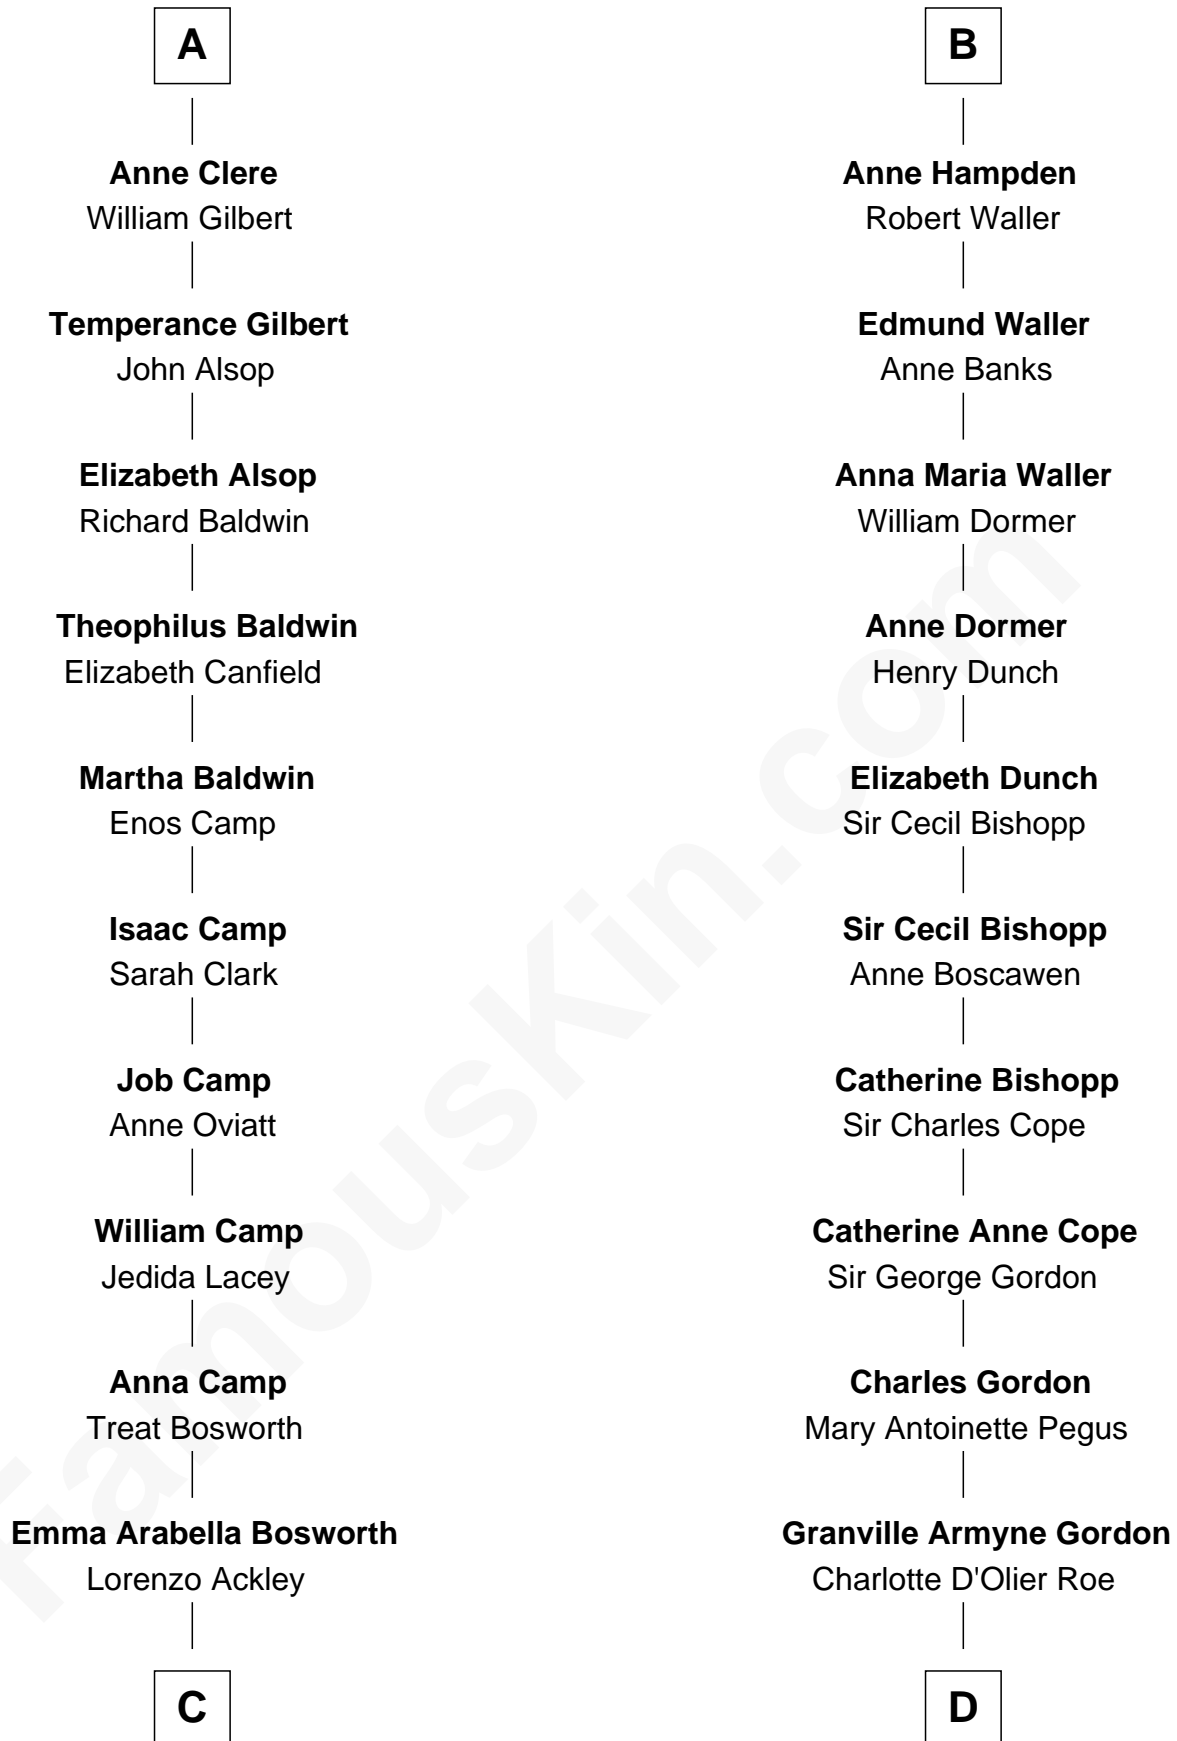 A
Anne Clere
William Gilbert
Temperance Gilbert
John Alsop
Elizabeth Alsop
Richard Baldwin
Theophilus Baldwin
Elizabeth Canfield
Martha Baldwin
Enos Camp
Isaac Camp
Sarah Clark
Job Camp
Anne Oviatt
William Camp
Jedida Lacey
Anna Camp
Treat Bosworth
Emma Arabella Bosworth
Lorenzo Ackley
C
B
Anne Hampden
Robert Waller
Edmund Waller
Anne Banks
Anna Maria Waller
William Dormer
Anne Dormer
Henry Dunch
Elizabeth Dunch
Sir Cecil Bishopp
Sir Cecil Bishopp
Anne Boscawen
Catherine Bishopp
Sir Charles Cope
Catherine Anne Cope
Sir George Gordon
Charles Gordon
Mary Antoinette Pegus
Granville Armyne Gordon
Charlotte D'Olier Roe
D
FamousKin.com